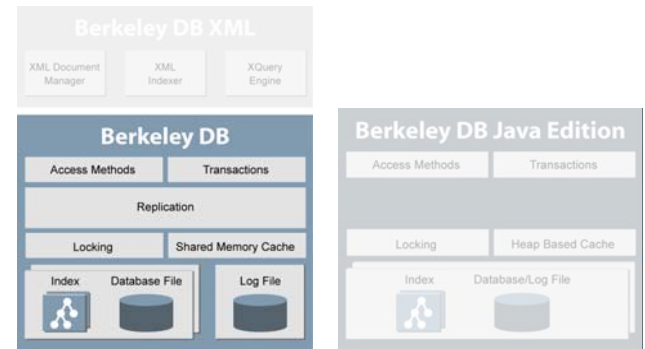 Berkeley DB XML
XML Document
Manager
XML
Indexer
XQuery
Engine
Berkeley DB
Access Methods
Transactions
Replication
Locking
Shared Memory Cache
Index
Database File
Log File
Berkeley DB Java Edition
Access Methods
Transactions
Locking
Heap Based Cache
Index
Database/Log File